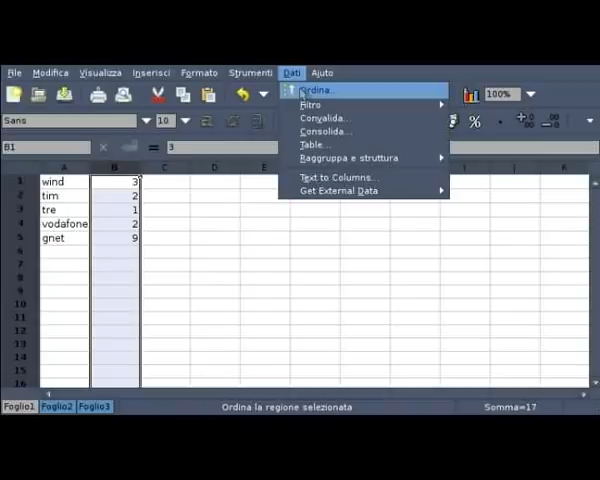 File Modifica Visualizza Inserisci Formato Strumenti Dati Ajuto
Ordina...
100%
Filtro
Sans 10 Convalida... %
Consolida...
B1 = 3 Table...
Raggruppa e struttura
A B C D E K
Text to Columns...
1 wind 3
Get External Data
2 tim 2
3 tre 1
4 vodafone 2
5 gnet 9
6
7
8
9
10
11
12
13
14
15
16
Foglio1 Foglio2 Foglio3 Ordina la regione selezionata Somma=17